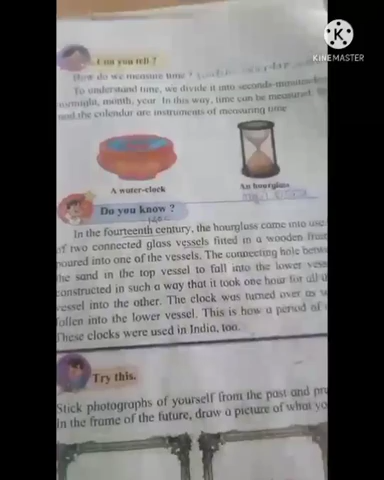 KINEMASTER
Can you tell ?
How do we measure time ?
To understand time, we divide it into seconds, minutes
fortnight, month, year. In this way, time can be measured.
and the calendar are instruments of measuring time
A water-clock
An hourglass
Do you know ?
In the fourteenth century, the hourglass came into use
of two connected glass vessels fitted in a wooden
poured into one of the vessels. The connecting hole
the sand in the top vessel to fall into the lower
constructed in such a way that it took one hour for all
vessel into the other. The clock was turned over as
fallen into the lower vessel. This is how a period of
These clocks were used in India, too.
Try this.
Stick photographs of yourself from the past and
In the frame of the future, draw a picture of what